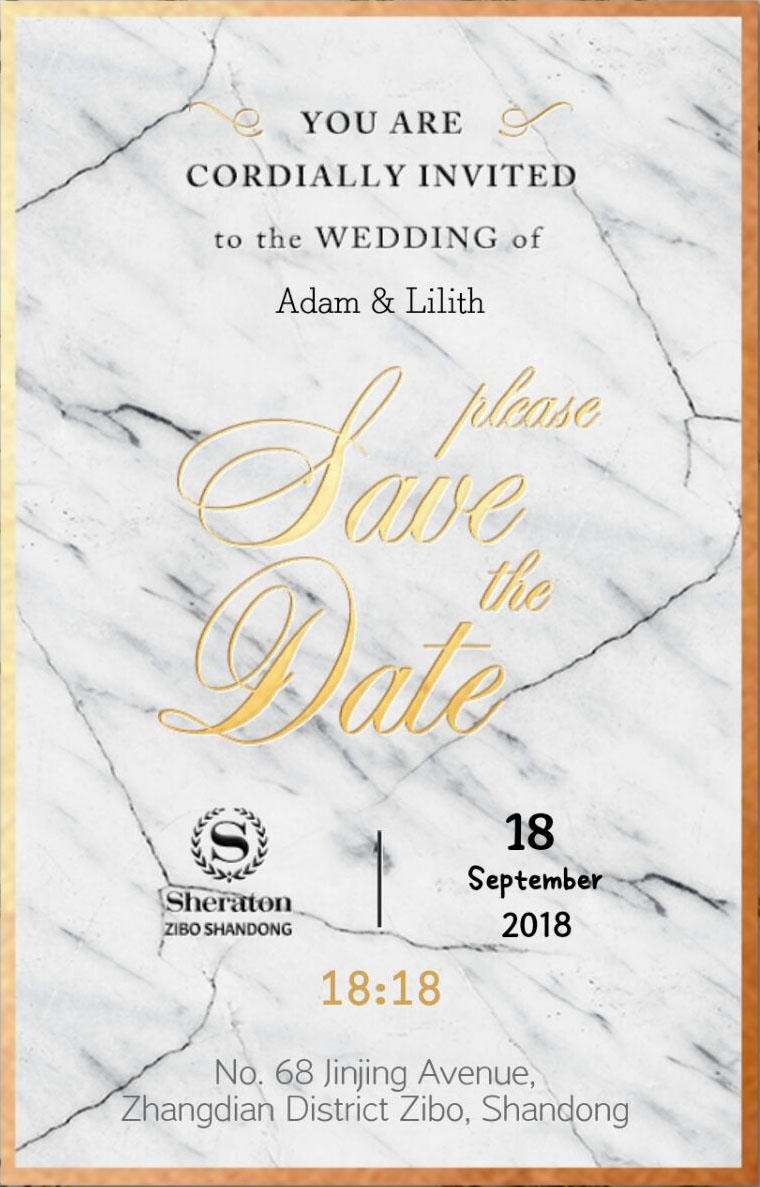 YOU ARE
CORDIALLY INVITED
to the WEDDING of
Adam & Lilith
please
Save
the
Date
S
Sheraton
ZIBO SHANDONG
18
September
2018
18:18
No. 68 Jinjing Avenue,
Zhangdian District Zibo, Shandong